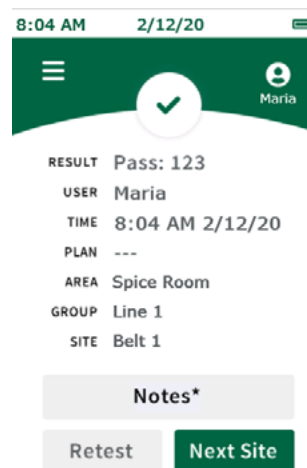 8:04 AM 2/12/20
Maria
RESULT Pass: 123
USER Maria
TIME 8:04 AM 2/12/20
PLAN ---
AREA Spice Room
GROUP Line 1
SITE Belt 1
Notes*
Retest Next Site